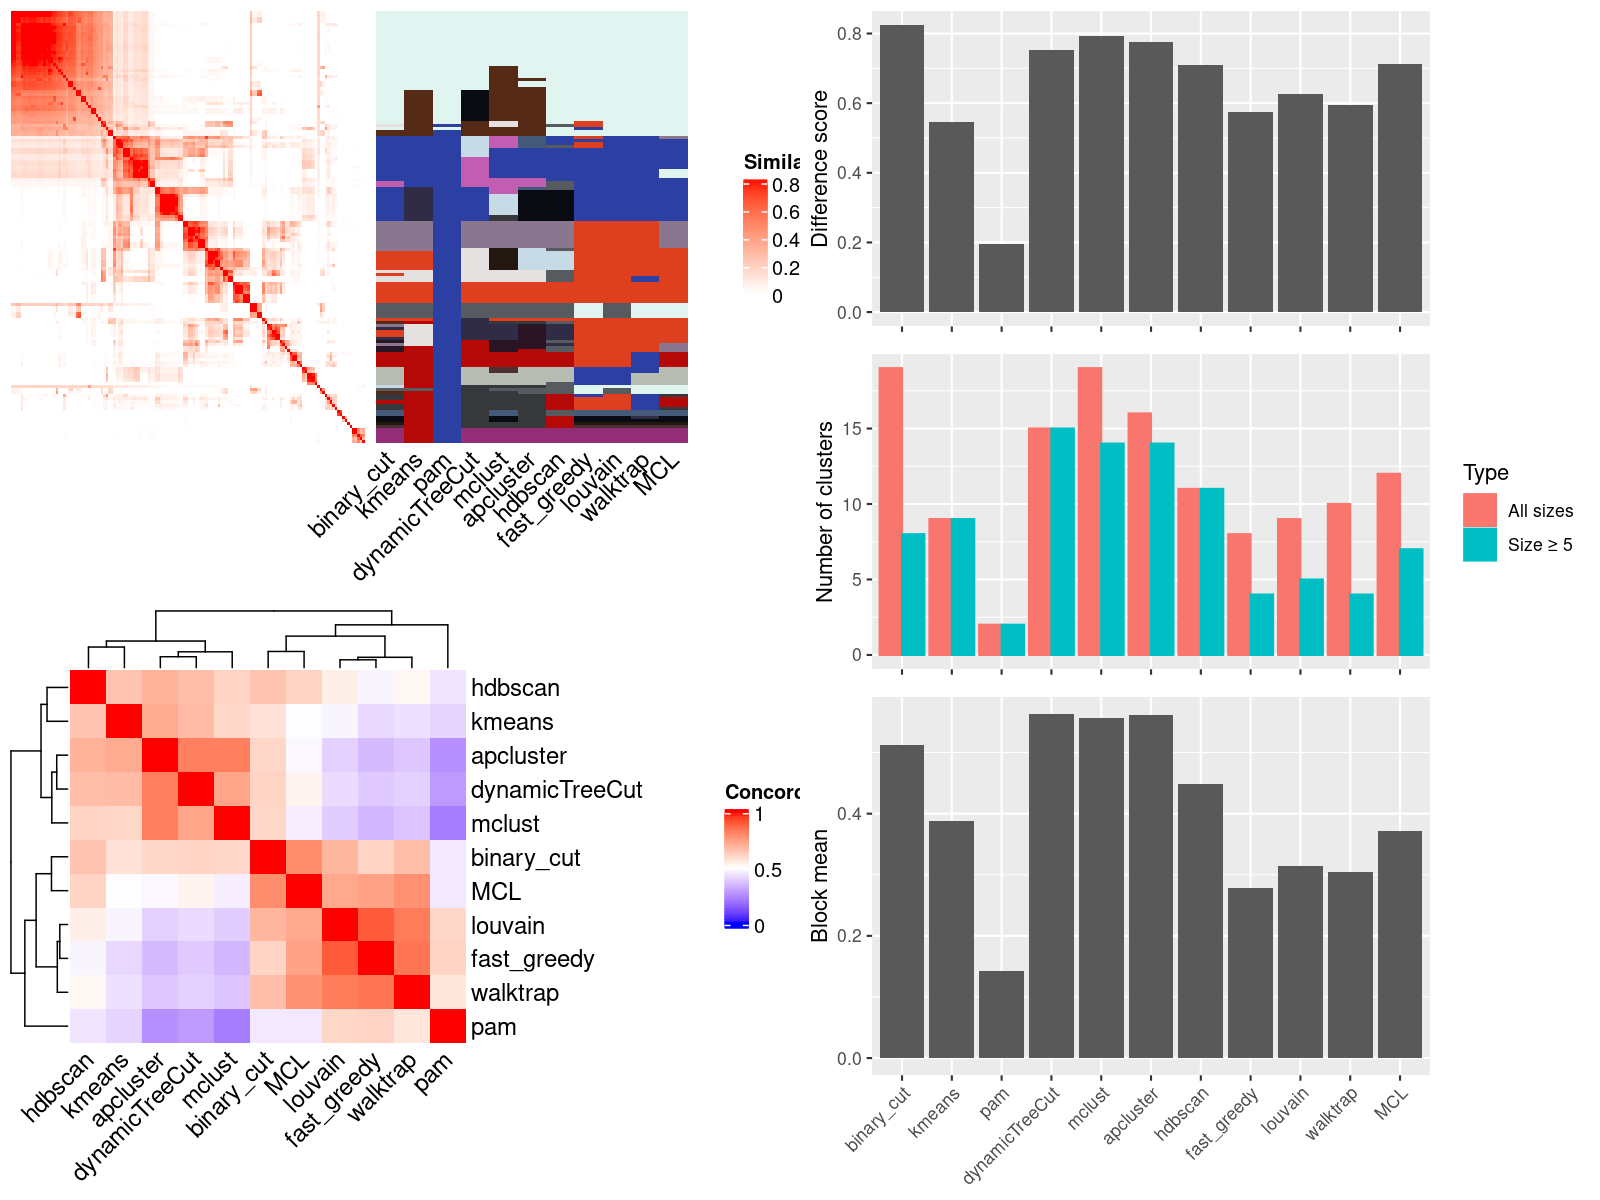 Simila
0.8
0.6
0.4
0.2
0
binary_cut
kmeans
pam
dynamicTreeCut
mclust
apcluster
hdbscan
fast_greedy
louvain
walktrap
MCL
hdbscan
kmeans
apcluster
dynamicTreeCut
mclust
binary_cut
MCL
louvain
fast_greedy
walktrap
pam
hdbscan
kmeans
apcluster
dynamicTreeCut
mclust
binary_cut
MCL
louvain
fast_greedy
walktrap
pam
Concord
1
0.5
0
Difference score
0.8
0.6
0.4
0.2
0.0
Number of clusters
15
10
5
0
Type
All sizes
Size ≥ 5
Block mean
0.4
0.2
0.0
binary_cut
kmeans
pam
dynamicTreeCut
mclust
apcluster
hdbscan
fast_greedy
louvain
walktrap
MCL